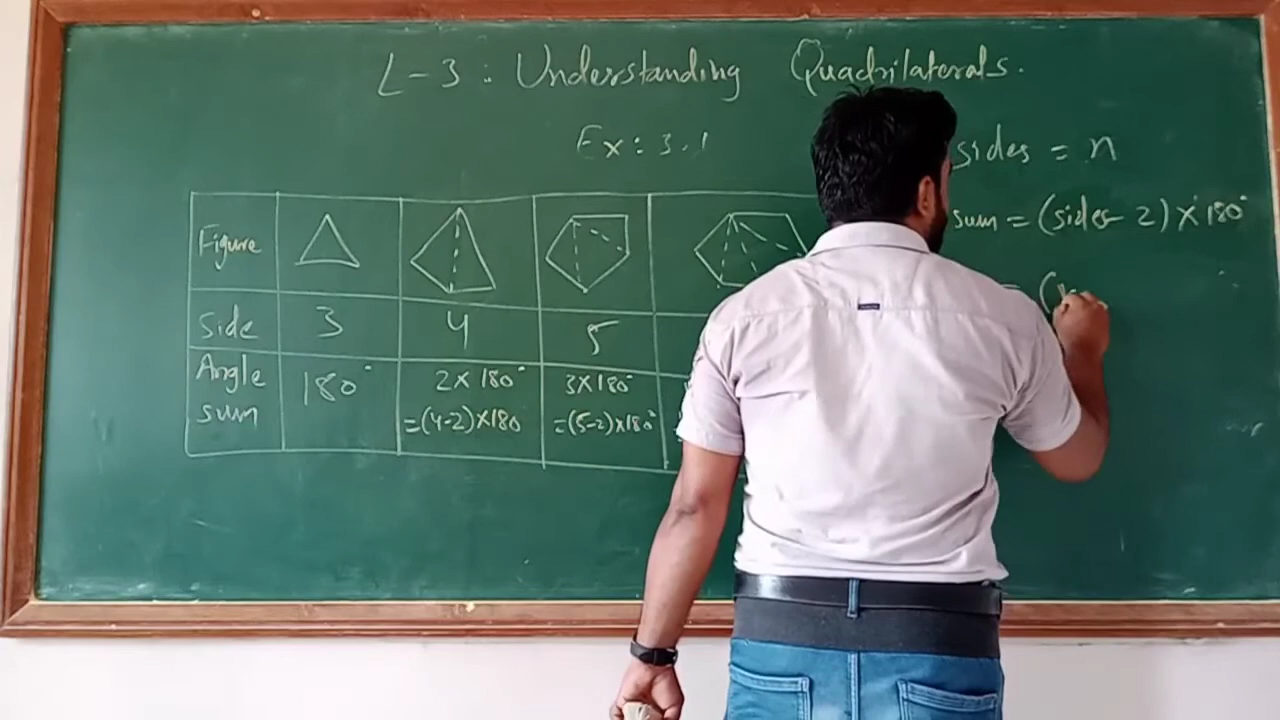 L-3 : Understanding Quadrilaterals.
Ex: 3.1
sides = n
sum = (sides - 2) × 180°
= (
Figure
Side 3 4 5
Angle sum 180° 2 × 180° 3×180°
=(4-2)×180 =(5-2)×180°